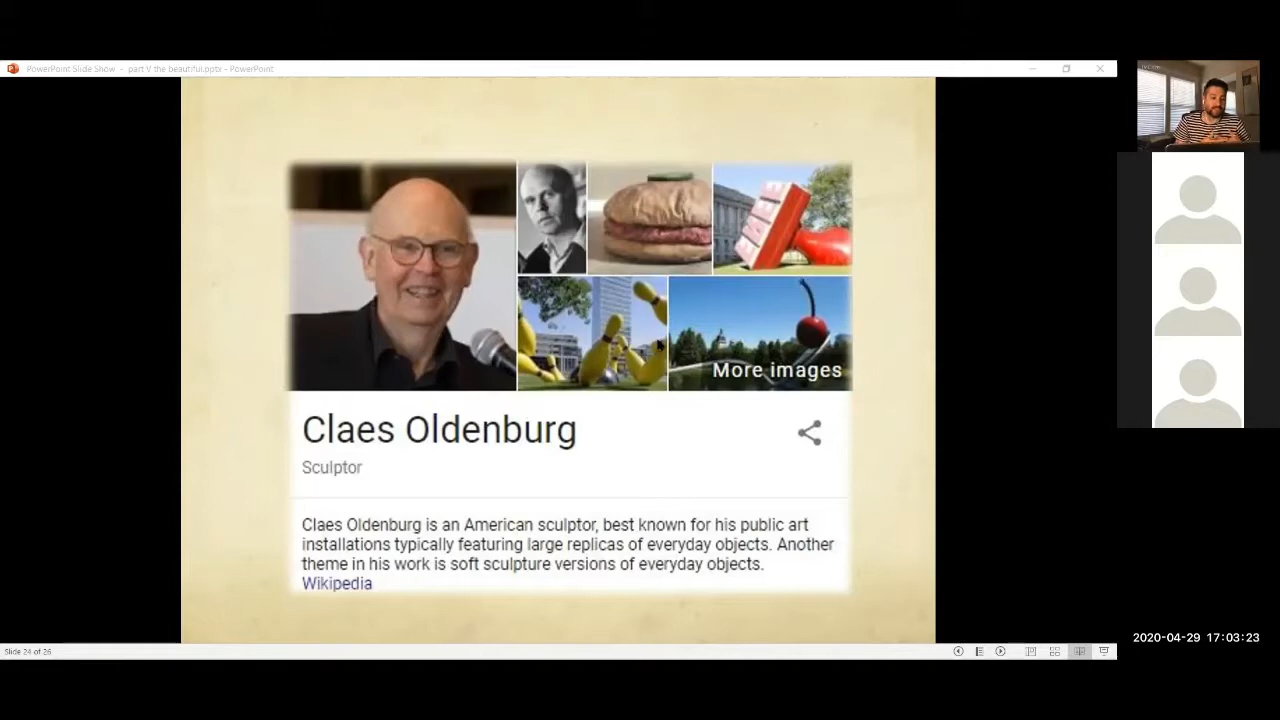 PowerPoint Slide Show - part V the beautiful.pptx - PowerPoint
More images
Claes Oldenburg
Sculptor
Claes Oldenburg is an American sculptor, best known for his public art
installations typically featuring large replicas of everyday objects. Another
theme in his work is soft sculpture versions of everyday objects.
Wikipedia
2020-04-29 17:03:23
Slide 24 of 26